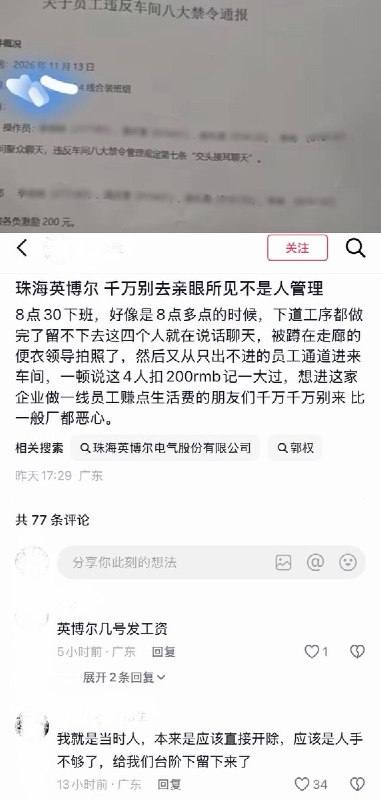 关于员工违反车间八大禁令通报
件概况
间：2026年11月13日
4线合装班组
操作员：
间聚众聊天，违反车间八大禁令管理规定第七条“交头接耳聊天”。
各负激励 200 元。
关注
珠海英博尔 千万别去亲眼所见不是人管理
8点30下班，好像是8点多点的时候，下道工序都做
完了留不下去这四个人就在说话聊天，被蹲在走廊的
便衣领导拍照了，然后又从只出不进的员工通道进来
车间，一顿说这4人扣200rmb记一大过，想进这家
企业做一线员工赚点生活费的朋友们千万千万别来 比
一般厂都恶心。
相关搜索 珠海英博尔电气股份有限公司 郭权
昨天 17:29 广东
共 77 条评论
分享你此刻的想法
英博尔几号发工资
5小时前 · 广东 回复 1
展开 2 条回复
我就是当时人，本来是应该直接开除，应该是人手
不够了，给我们台阶下留下来了
13小时前 · 广东 回复 34